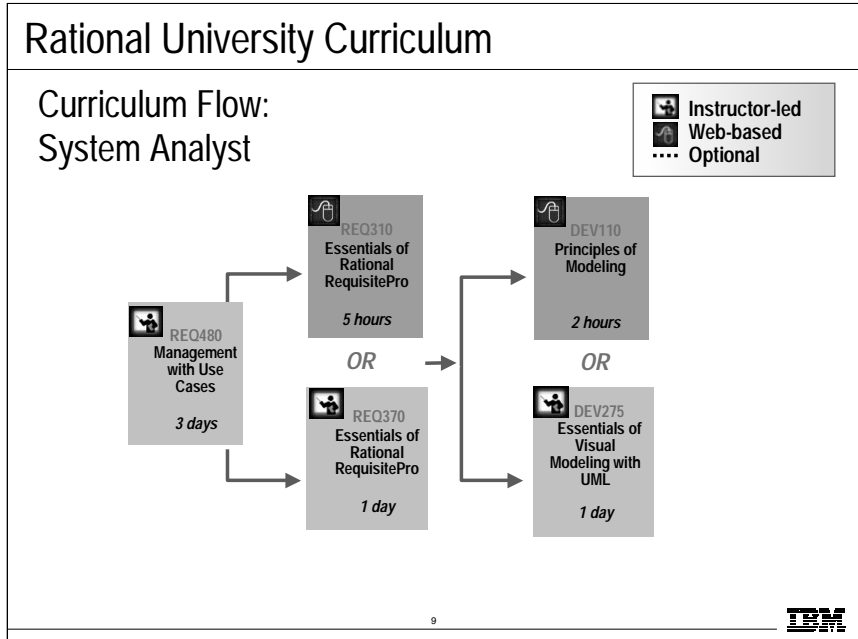 Rational University Curriculum
Curriculum Flow:
System Analyst
Instructor-led
Web-based
Optional
REQ480
Management
with Use
Cases
3 days
REQ310
Essentials of
Rational
RequisitePro
5 hours
OR
REQ370
Essentials of
Rational
RequisitePro
1 day
DEV110
Principles of
Modeling
2 hours
OR
DEV275
Essentials of
Visual
Modeling with
UML
1 day
9
IBM